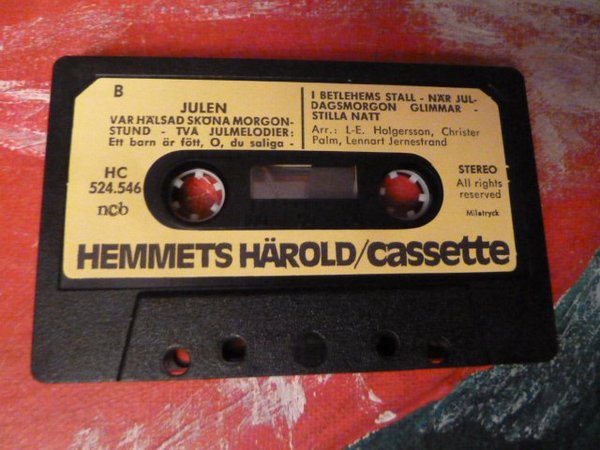 B
JULEN
VAR HÄLSAD SKÖNA MORGON-
STUND - TVA JULMELODIER:
Ett barn är fött, O, du saliga -
I BETLEHEMS STALL - NÄR JUL-
DAGSMORGON GLIMMAR -
STILLA NATT
Arr.: L-E. Holgersson, Christer
Palm, Lennart Jernestrand
HC
524.546
ncb
STEREO
All rights
reserved
Miletryck
HEMMETS HÄROLD/cassette